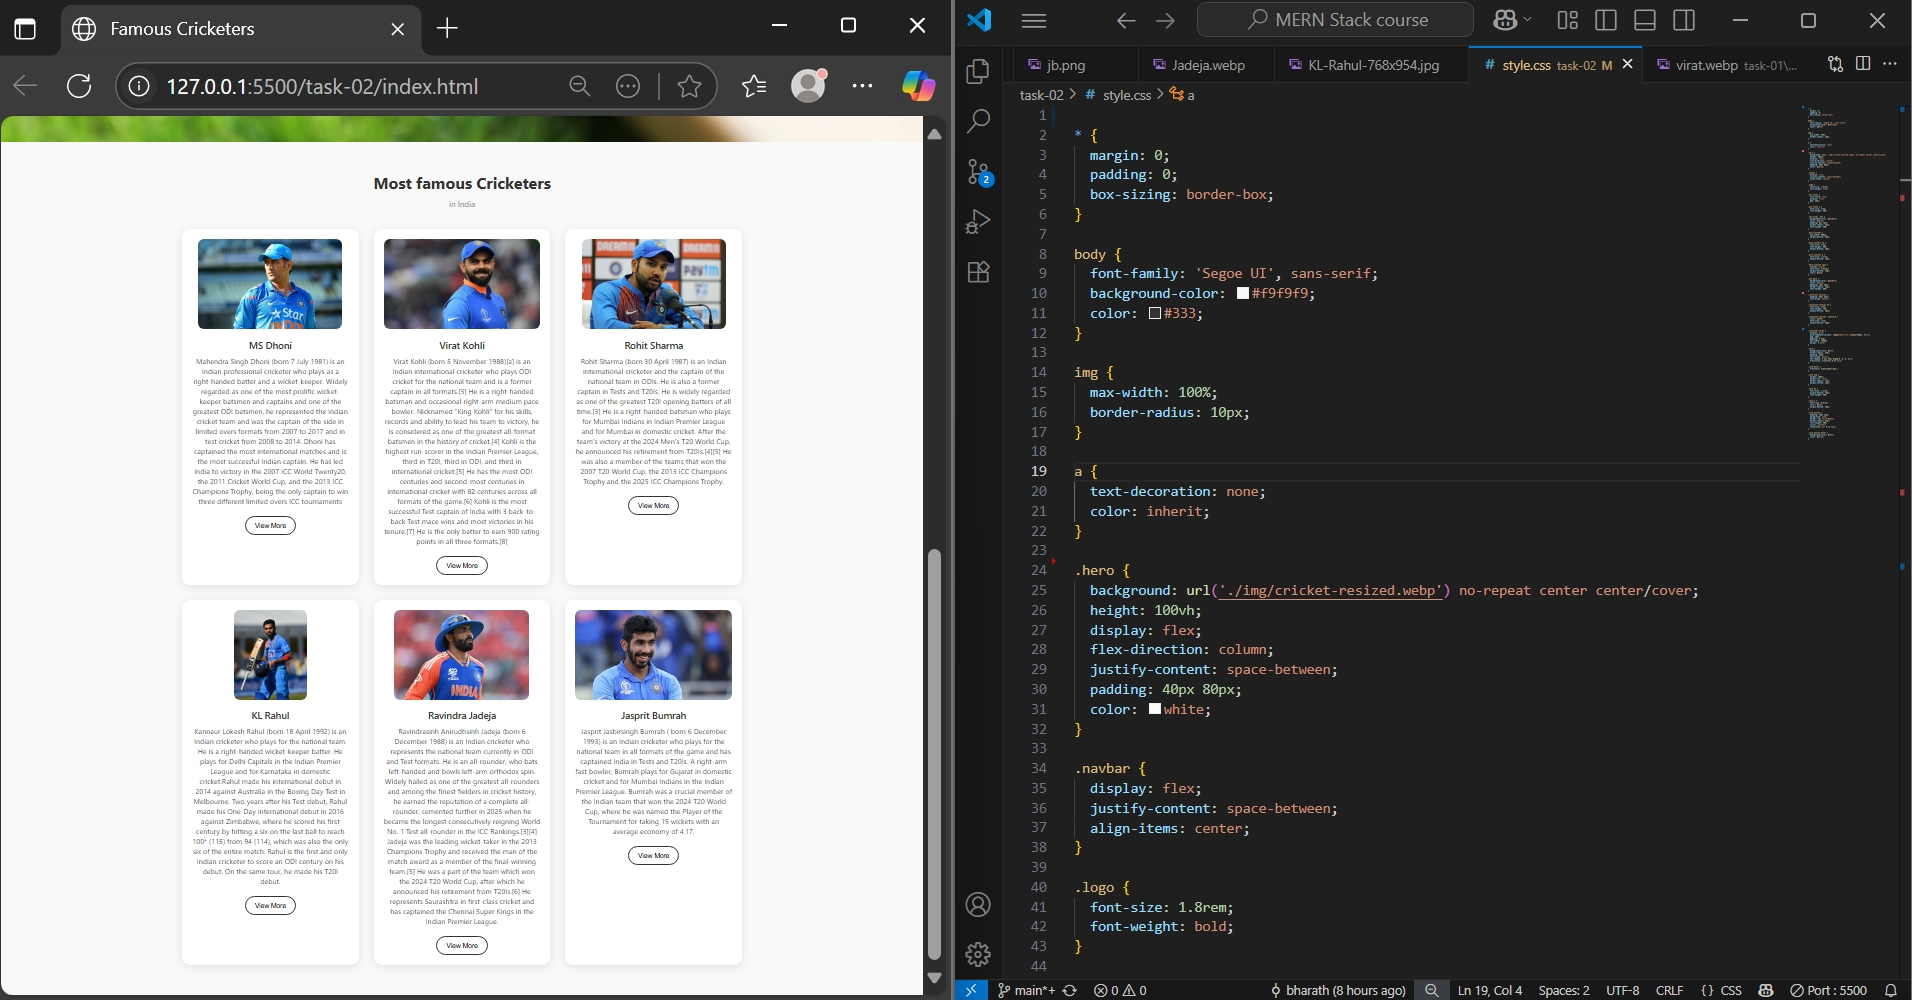 Famous Cricketers
127.0.0.1:5500/task-02/index.html
Most famous Cricketers
in India
MS Dhoni
Mahendra Singh Dhoni (born 7 July 1981) is an
Indian professional cricketer who plays as a
right-handed batter and a wicket-keeper. Widely
regarded as one of the most prolific wicket
keeper batsmen and captains and one of the
greatest ODI batsmen, he represented the Indian
cricket team and was the captain of the side in
limited overs formats from 2007 to 2017 and in
test cricket from 2008 to 2014. Dhoni has
captained the most international matches and is
the most successful Indian captain. He has led
India to victory in the 2007 ICC World Twenty20,
the 2011 Cricket World Cup, and the 2013 ICC
Champions Trophy, being the only captain to win
three different limited overs ICC tournaments
View More
Virat Kohli
Virat Kohli (born 5 November 1988)[a] is an
Indian international cricketer who plays ODI
cricket for the national team and is a former
captain in all formats.[3] He is a right-handed
batsman and occasional right-arm medium pace
bowler. Nicknamed "King Kohli" for his skills,
records and ability to lead his team to victory, he
is considered as one of the greatest all-format
batsmen in the history of cricket.[4] Kohli is the
highest run-scorer in the Indian Premier League,
third in T20I, third in ODI, and third in
international cricket.[5] He has the most ODI
centuries and second-most centuries in
international cricket with 82 centuries across all
formats of the game.[6] Kohli is the most
successful Test captain of India with 3 back to
back Test mace wins and most victories in his
tenure.[7] He is the only batter to earn 900 rating
points in all three formats.[8]
View More
Rohit Sharma
Rohit Sharma (born 30 April 1987) is an Indian
international cricketer and the captain of the
national team in ODIs. He is also a former
captain in Tests and T20Is. He is widely regarded
as one of the greatest T20I opening batters of all
time.[3] He is a right-handed batsman who plays
for Mumbai Indians in Indian Premier League
and for Mumbai in domestic cricket. After the
team's victory at the 2024 Men's T20 World Cup,
he announced his retirement from T20Is.[4][5] He
was also a member of the teams that won the
2007 T20 World Cup, the 2013 ICC Champions
Trophy and the 2025 ICC Champions Trophy.
View More
KL Rahul
Kannaur Lokesh Rahul (born 18 April 1992) is an
Indian cricketer who plays for the national team.
He is a right-handed wicket-keeper batter. He
plays for Delhi Capitals in the Indian Premier
League and for Karnataka in domestic
cricket.Rahul made his international debut in
2014 against Australia in the Boxing Day Test in
Melbourne. Two years after his Test debut, Rahul
made his One-Day International debut in 2016
against Zimbabwe, where he scored his first
century by hitting a six on the last ball to reach
100* (115) from 94 (114), which was also the only
six of the entire match. Rahul is the first and only
Indian cricketer to score an ODI century on his
debut. On the same tour, he made his T20I
debut.
View More
Ravindra Jadeja
Ravindrasinh Anirudhsinh Jadeja (born 6
December 1988) is an Indian cricketer who
represents the national team currently in ODI
and Test formats. He is an all-rounder, who bats
left-handed and bowls left-arm orthodox spin.
Widely hailed as one of the greatest all-rounders
and among the finest fielders in cricket history,
he earned the reputation of a complete all-
rounder, cemented further in 2025 when he
became the longest consecutively reigning World
No. 1 Test all-rounder in the ICC Rankings.[3][4]
Jadeja was the leading wicket-taker in the 2013
Champions Trophy and received the man of the
match award as a member of the final-winning
team.[5] He was a part of the team which won
the 2024 T20 World Cup, after which he
announced his retirement from T20Is.[6] He
represents Saurashtra in first-class cricket and
has captained the Chennai Super Kings in the
Indian Premier League.
View More
Jasprit Bumrah
Jasprit Jasbirsingh Bumrah ( born 6 December
1993) is an Indian cricketer who plays for the
national team in all formats of the game and has
captained India in Tests and T20Is. A right-arm
fast bowler, Bumrah plays for Gujarat in domestic
cricket and for Mumbai Indians in the Indian
Premier League. Bumrah was a crucial member of
the Indian team that won the 2024 T20 World
Cup, where he was named the Player of the
Tournament for taking 15 wickets with an
average economy of 4.17.
View More
MERN Stack course
jb.png
Jadeja.webp
KL-Rahul-768x954.jpg
# style.css task-02 M
virat.webp task-01\...
task-02 > # style.css > a
1
2 * {
3 margin: 0;
4 padding: 0;
5 box-sizing: border-box;
6 }
7
8 body {
9 font-family: 'Segoe UI', sans-serif;
10 background-color: #f9f9f9;
11 color: #333;
12 }
13
14 img {
15 max-width: 100%;
16 border-radius: 10px;
17 }
18
19 a {
20 text-decoration: none;
21 color: inherit;
22 }
23
24 .hero {
25 background: url('./img/cricket-resized.webp') no-repeat center center/cover;
26 height: 100vh;
27 display: flex;
28 flex-direction: column;
29 justify-content: space-between;
30 padding: 40px 80px;
31 color: white;
32 }
33
34 .navbar {
35 display: flex;
36 justify-content: space-between;
37 align-items: center;
38 }
39
40 .logo {
41 font-size: 1.8rem;
42 font-weight: bold;
43 }
44
2
main*+
0 0
bharath (8 hours ago)
Ln 19, Col 4
Spaces: 2
UTF-8
CRLF
{ } CSS
Port : 5500